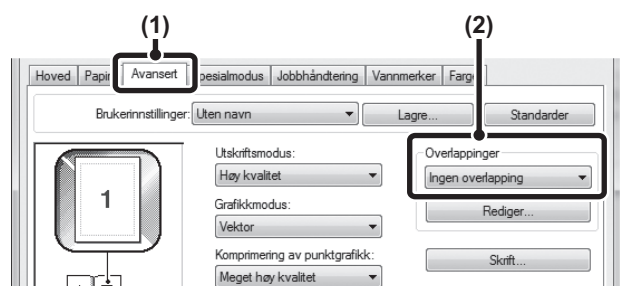 (1) (2)
Hoved Papir Avansert Spesialmodus Jobbhåndtering Vannmerker Farge
Brukerinnstillinger: Uten navn Lagre... Standarder
Utskriftsmodus: Overlappinger
Høy kvalitet Ingen overlapping
1
Grafikkmodus: Rediger...
Vektor
Komprimering av punktgrafikk: Skrift...
Meget høy kvalitet